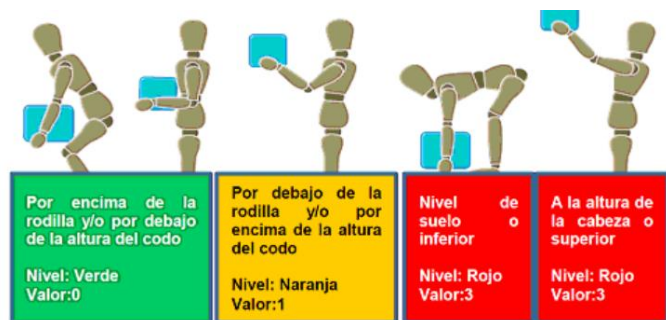 Por encima de la
rodilla y/o por debajo
de la altura del codo
Nivel: Verde
Valor:0
Por debajo de la
rodilla y/o por
encima de la altura
del codo
Nivel: Naranja
Valor:1
Nivel de
suelo o
inferior
Nivel: Rojo
Valor:3
A la altura de
la cabeza o
superior
Nivel: Rojo
Valor:3